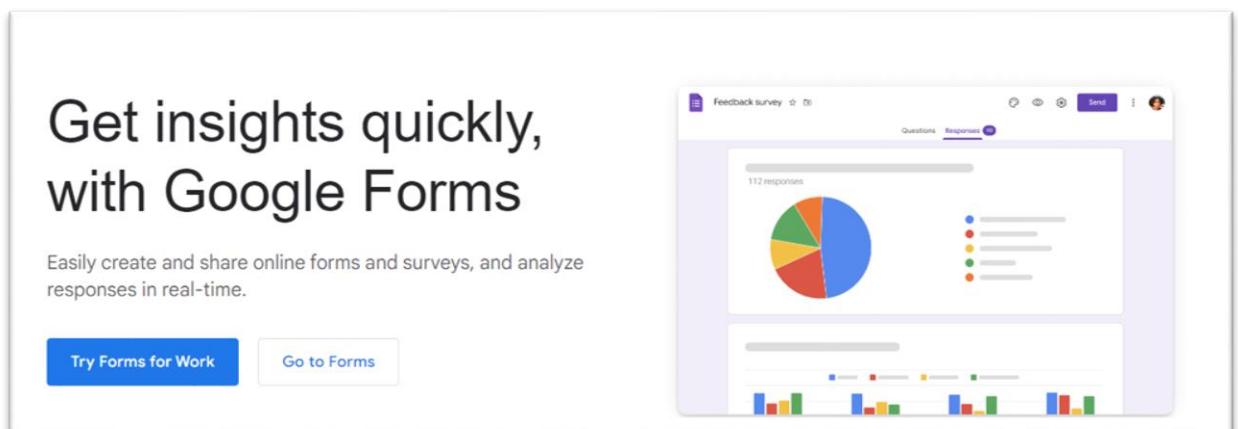 Get insights quickly,
with Google Forms
Easily create and share online forms and surveys, and analyze
responses in real-time.
Try Forms for Work
Go to Forms
Feedback survey
Send
Questions
Responses
112 responses